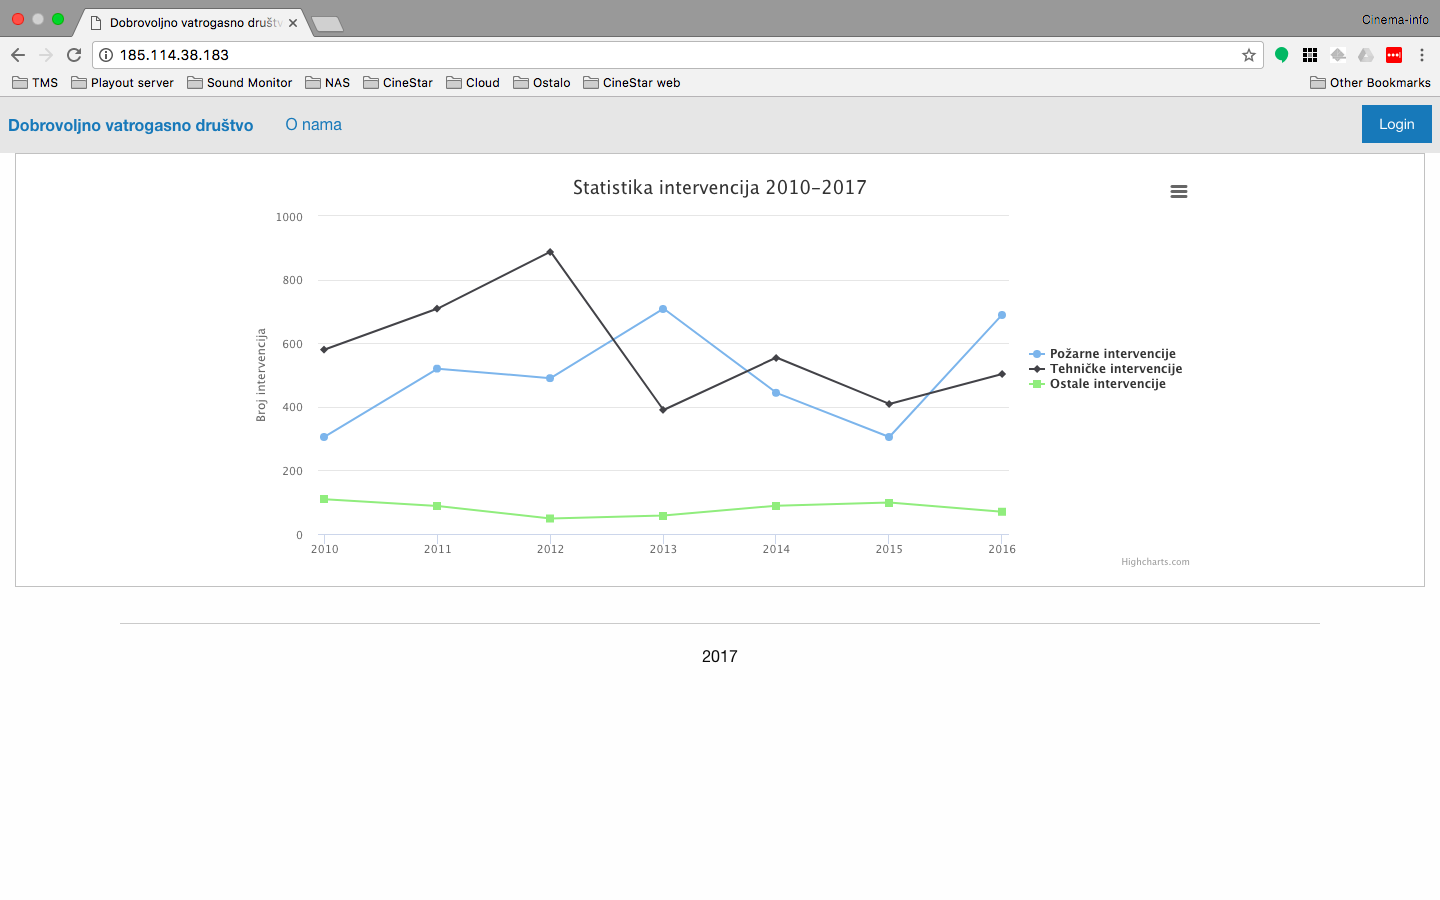 Dobrovoljno vatrogasno društv
Cinema-info
185.114.38.183
TMS Playout server Sound Monitor NAS CineStar Cloud Ostalo CineStar web Other Bookmarks
Dobrovoljno vatrogasno društvo O nama Login
Statistika intervencija 2010-2017
Broj intervencija
1000
800
600
400
200
0
2010 2011 2012 2013 2014 2015 2016
Požarne intervencije
Tehničke intervencije
Ostale intervencije
Highcharts.com
2017